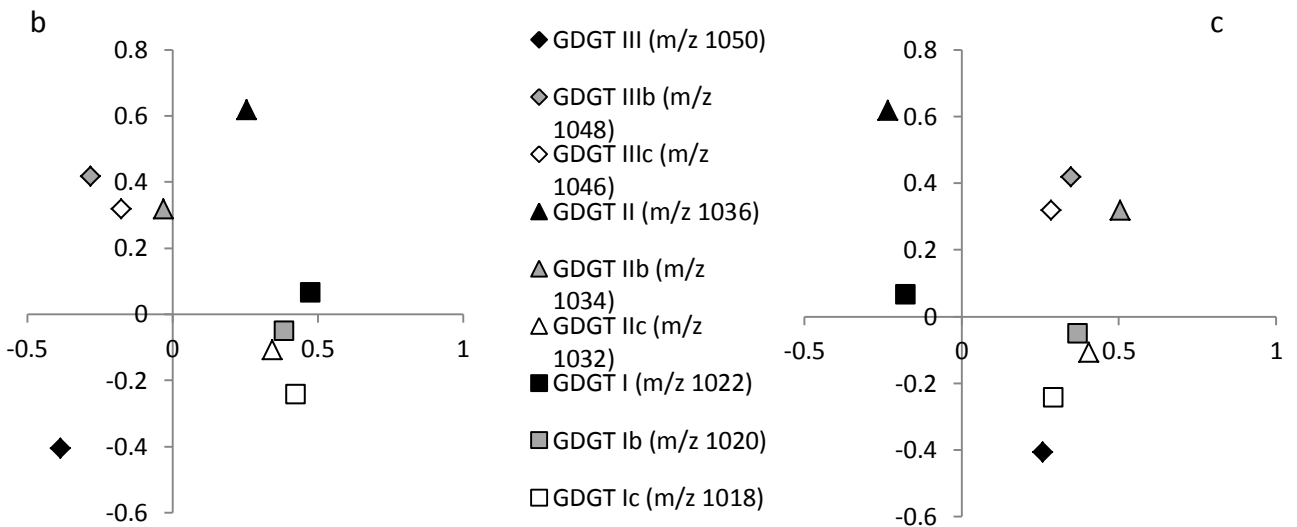 b
0.8
0.6
0.4
0.2
0
-0.2
-0.4
-0.6
-0.5
0
0.5
1
GDGT III (m/z 1050)
GDGT IIIb (m/z
1048)
GDGT IIIc (m/z
1046)
GDGT II (m/z 1036)
GDGT IIb (m/z
1034)
GDGT IIc (m/z
1032)
GDGT I (m/z 1022)
GDGT Ib (m/z 1020)
GDGT Ic (m/z 1018)
c
0.8
0.6
0.4
0.2
0
-0.2
-0.4
-0.6
-0.5
0
0.5
1